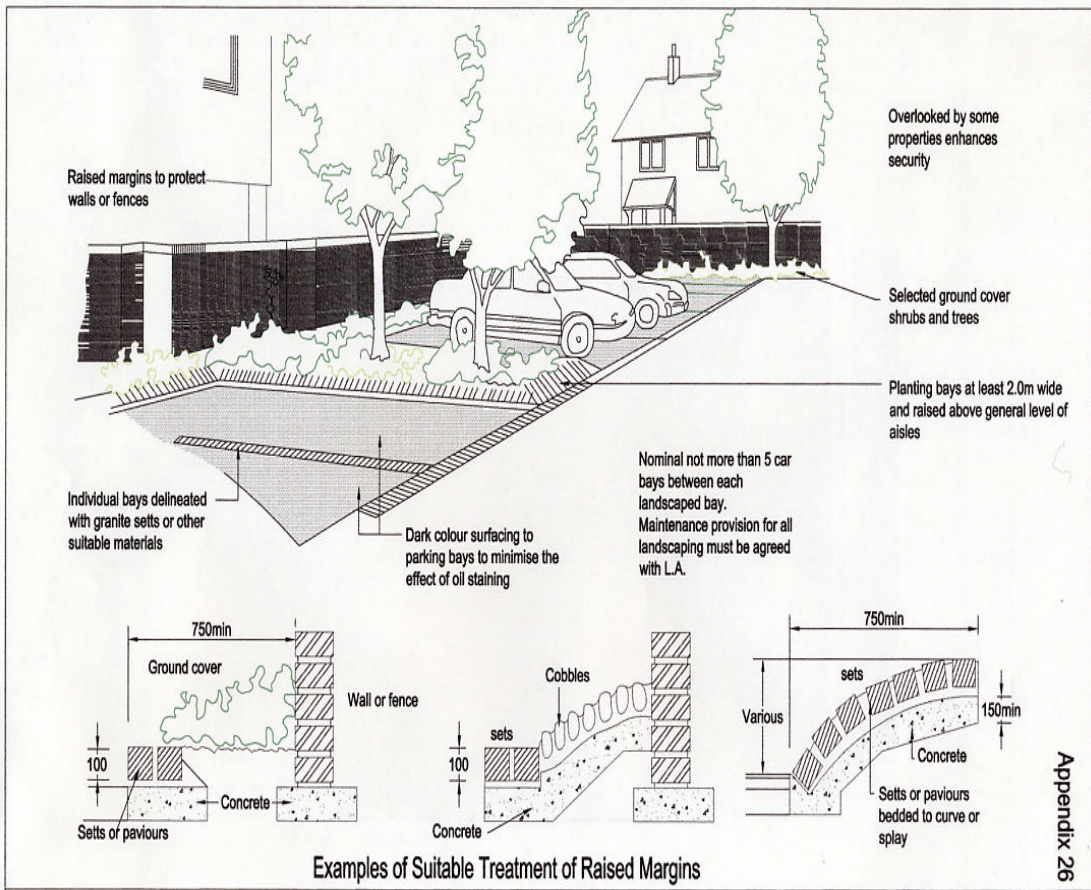 Overlooked by some
properties enhances
security
Raised margins to protect
walls or fences
Selected ground cover
shrubs and trees
Planting bays at least 2.0m wide
and raised above general level of
aisles
Nominal not more than 5 car
bays between each
landscaped bay.
Maintenance provision for all
landscaping must be agreed
with L.A.
Individual bays delineated
with granite setts or other
suitable materials
Dark colour surfacing to
parking bays to minimise the
effect of oil staining
750min
Ground cover
Wall or fence
100
Concrete
Setts or paviours
Cobbles
sets
100
Concrete
750min
sets
Various
150min
Concrete
Setts or paviours
bedded to curve or
splay
Examples of Suitable Treatment of Raised Margins
Appendix 26